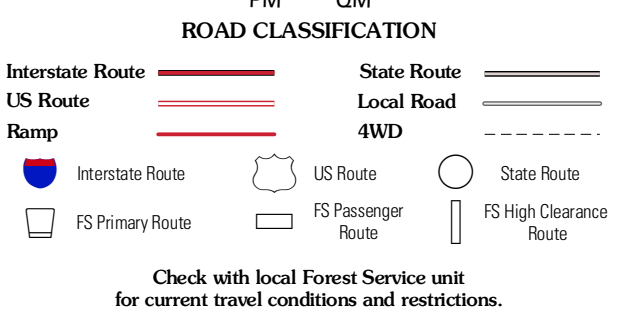 PM QM
ROAD CLASSIFICATION
Interstate Route
State Route
US Route
Local Road
Ramp
4WD
Interstate Route
US Route
State Route
FS Primary Route
FS Passenger
Route
FS High Clearance
Route
Check with local Forest Service unit
for current travel conditions and restrictions.